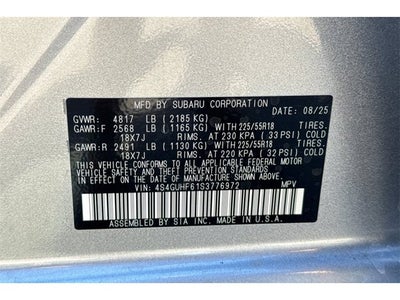 MFD. BY SUBARU CORPORATION DATE: 08/25
GVWR: 4817 LB (2185 KG)
GAWR:F 2568 LB (1165 KG) WITH 225/55R18 TIRES.
18X7J RIMS. AT 230 KPA (33 PSI) COLD
GAWR:R 2491 LB (1130 KG) WITH 225/55R18 TIRES.
18X7J RIMS. AT 220 KPA (32 PSI) COLD
THIS VEHICLE CONFORMS TO ALL APPLICABLE FEDERAL MOTOR
VEHICLE SAFETY AND THEFT PREVENTION STANDARDS IN
EFFECT ON THE DATE OF MANUFACTURE SHOWN ABOVE.
VIN: 4S4GUHF61S3776972 MPV
ASSEMBLED BY SIA INC. MADE IN U.S.A.